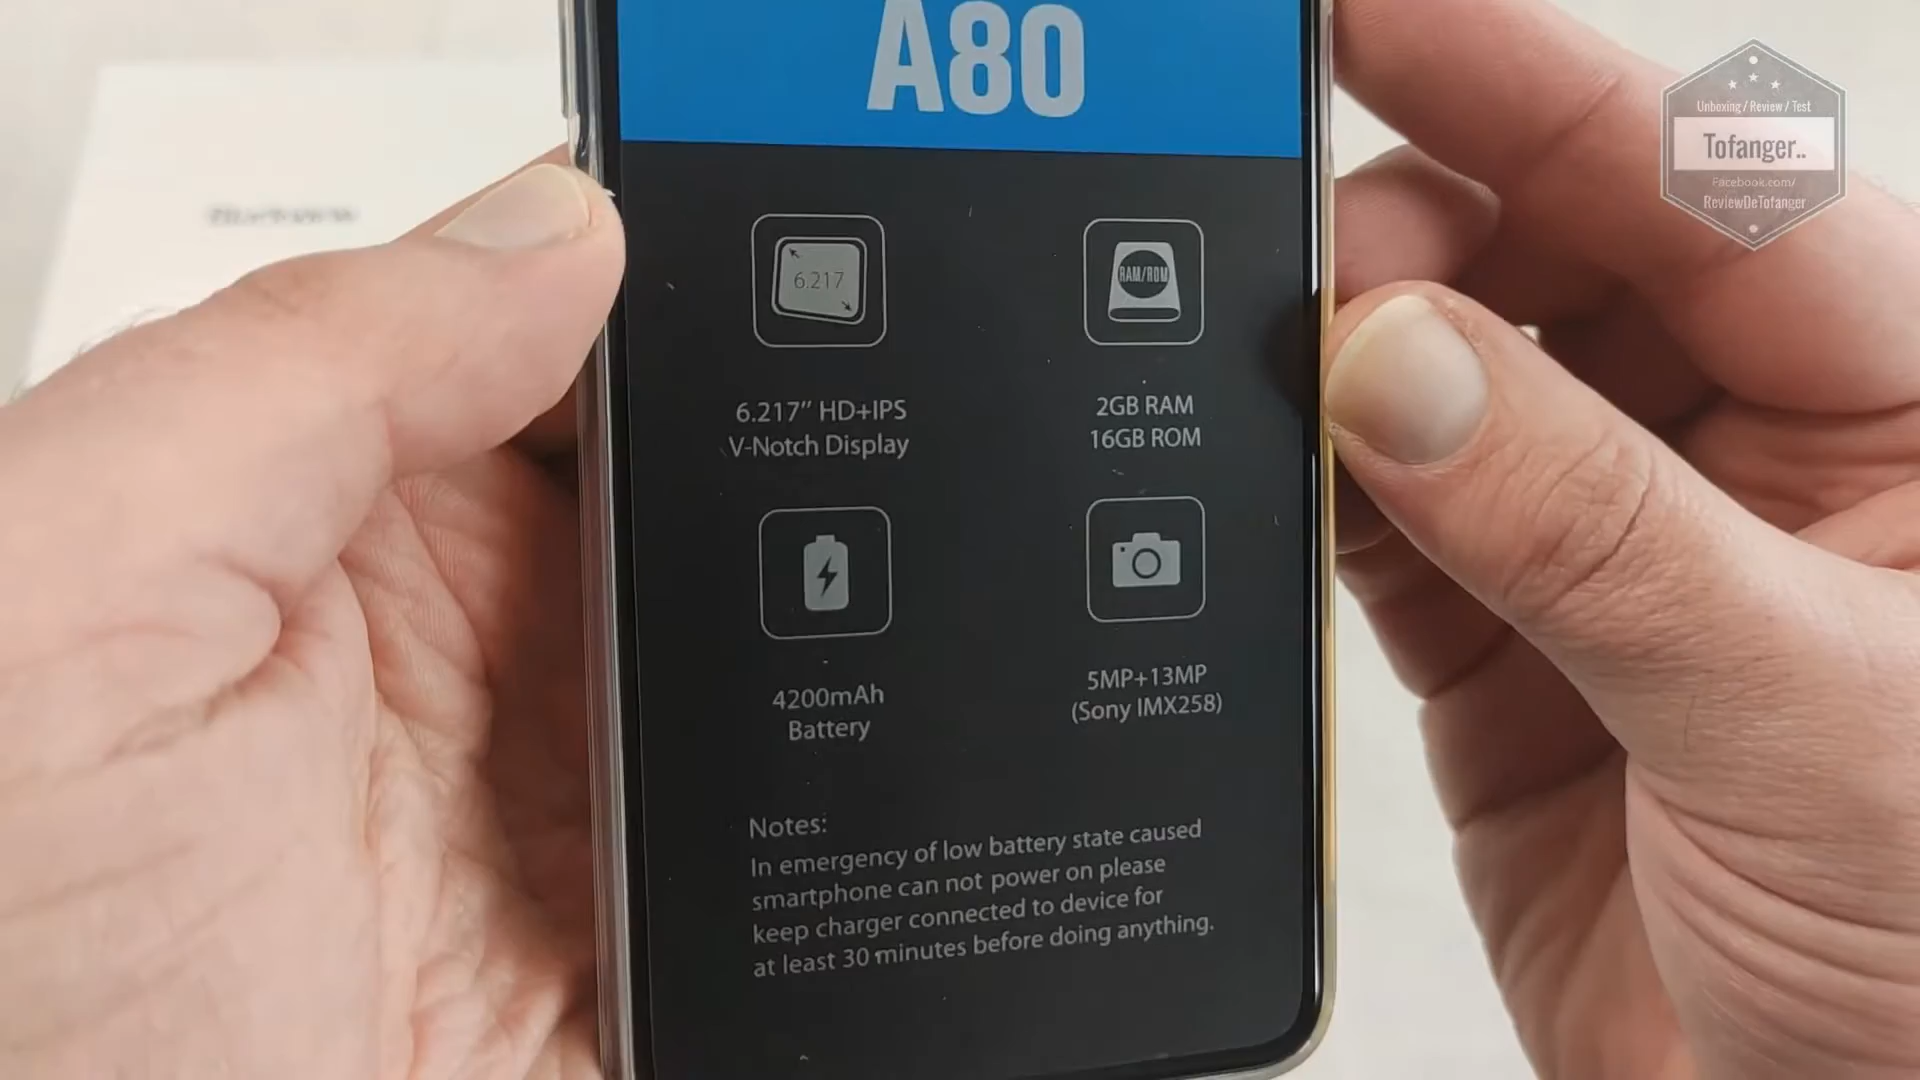 A80
Unboxing / Review / Test
Tofanger..
Facebook.com/
ReviewDeTofanger
6.217
RAM/ROM
6.217" HD+IPS
V-Notch Display
2GB RAM
16GB ROM
4200mAh
Battery
5MP+13MP
(Sony IMX258)
Notes:
In emergency of low battery state caused
smartphone can not power on please
keep charger connected to device for
at least 30 minutes before doing anything.